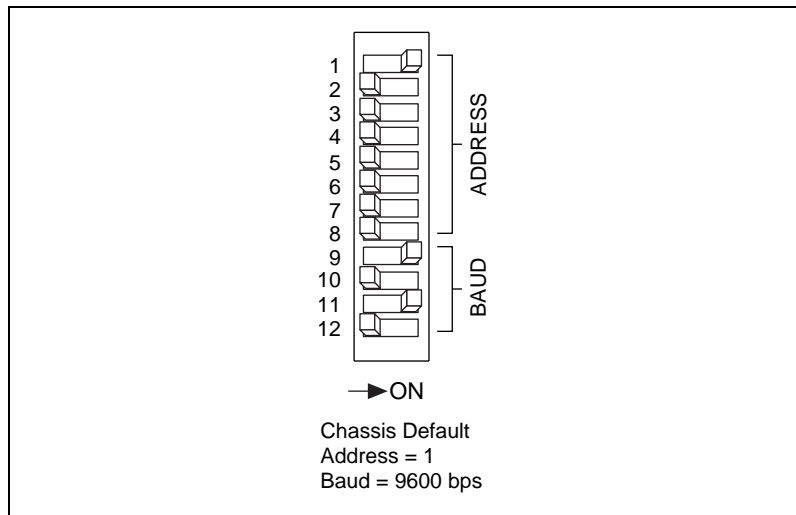 1
2
3
4
5
6
7
8
9
10
11
12
ADDRESS
BAUD
ON
Chassis Default
Address = 1
Baud = 9600 bps